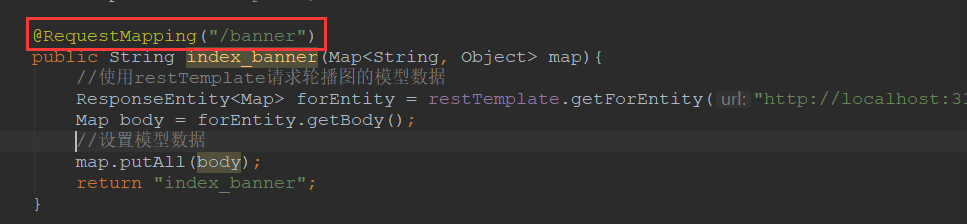 @RequestMapping("/banner")
public String index_banner(Map<String, Object> map){
//使用restTemplate请求轮播图的模型数据
ResponseEntity<Map> forEntity = restTemplate.getForEntity( url: "http://localhost:31
Map body = forEntity.getBody();
//设置模型数据
map.putAll(body);
return "index_banner";
}